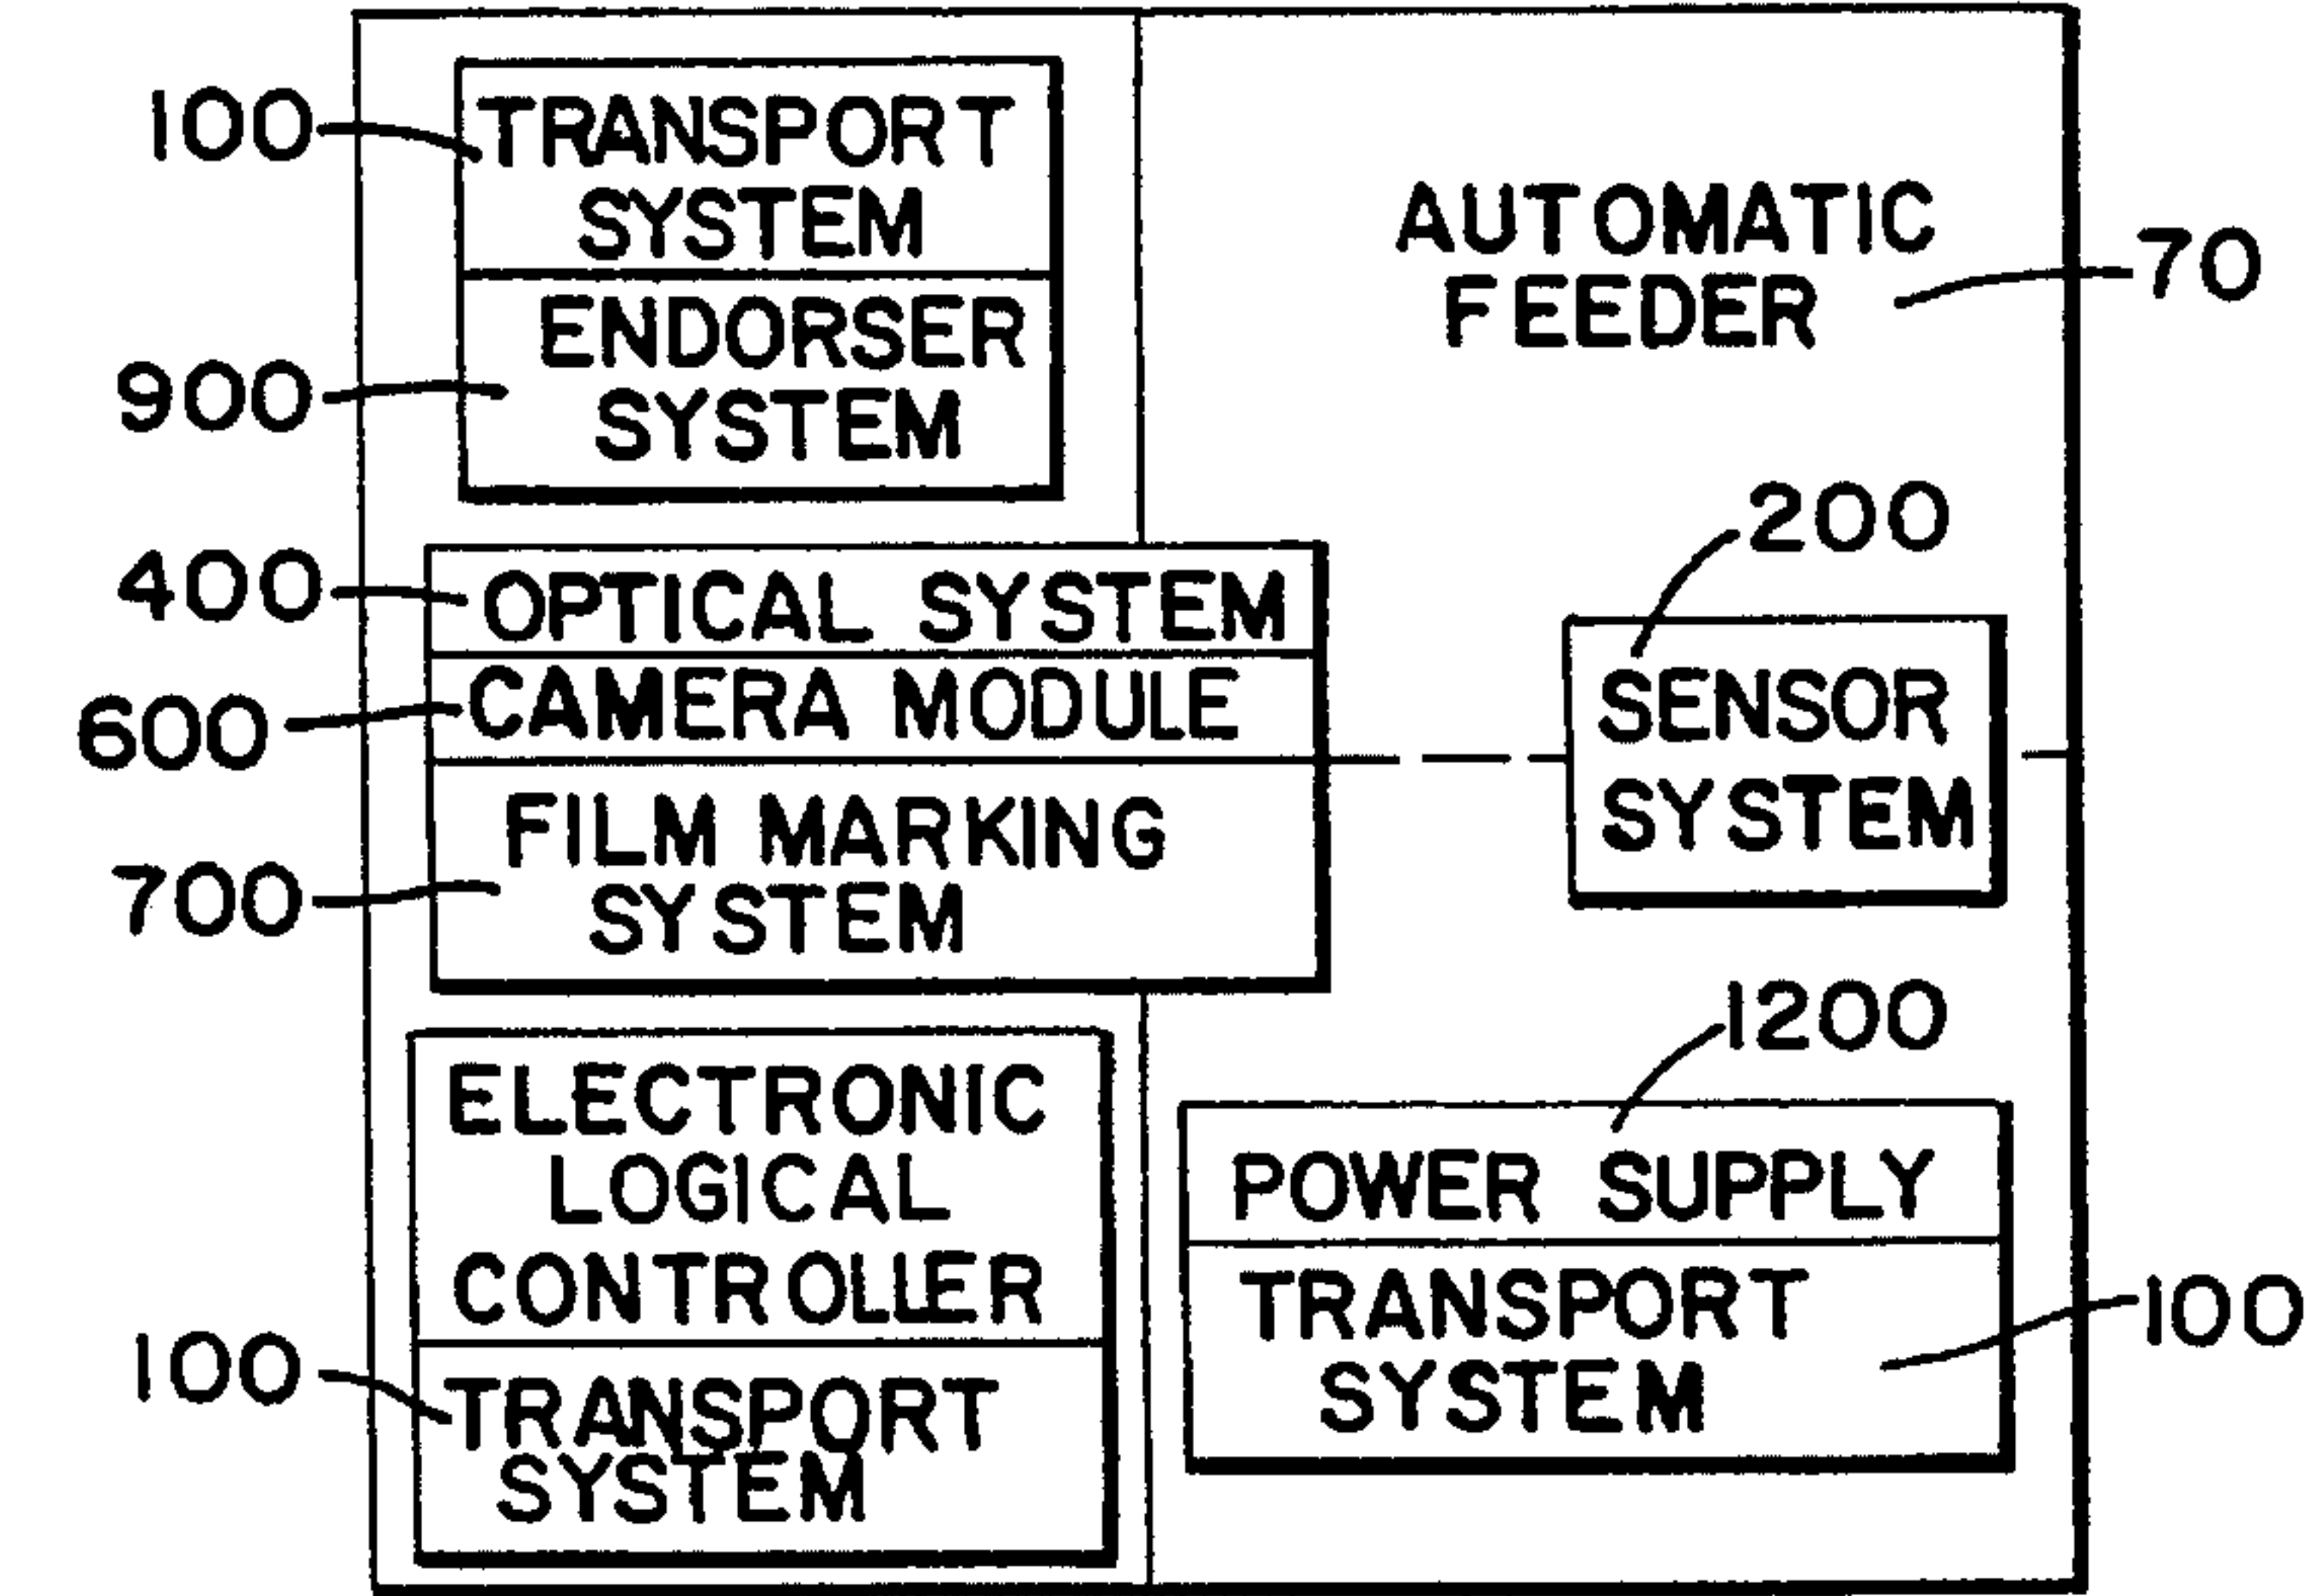 100
TRANSPORT
SYSTEM
900
ENDORSER
SYSTEM
AUTOMATIC
FEEDER
70
400
OPTICAL SYSTEM
600
CAMERA MODULE
700
FILM MARKING
SYSTEM
200
SENSOR
SYSTEM
ELECTRONIC
LOGICAL
CONTROLLER
100
TRANSPORT
SYSTEM
1200
POWER SUPPLY
TRANSPORT
SYSTEM
100